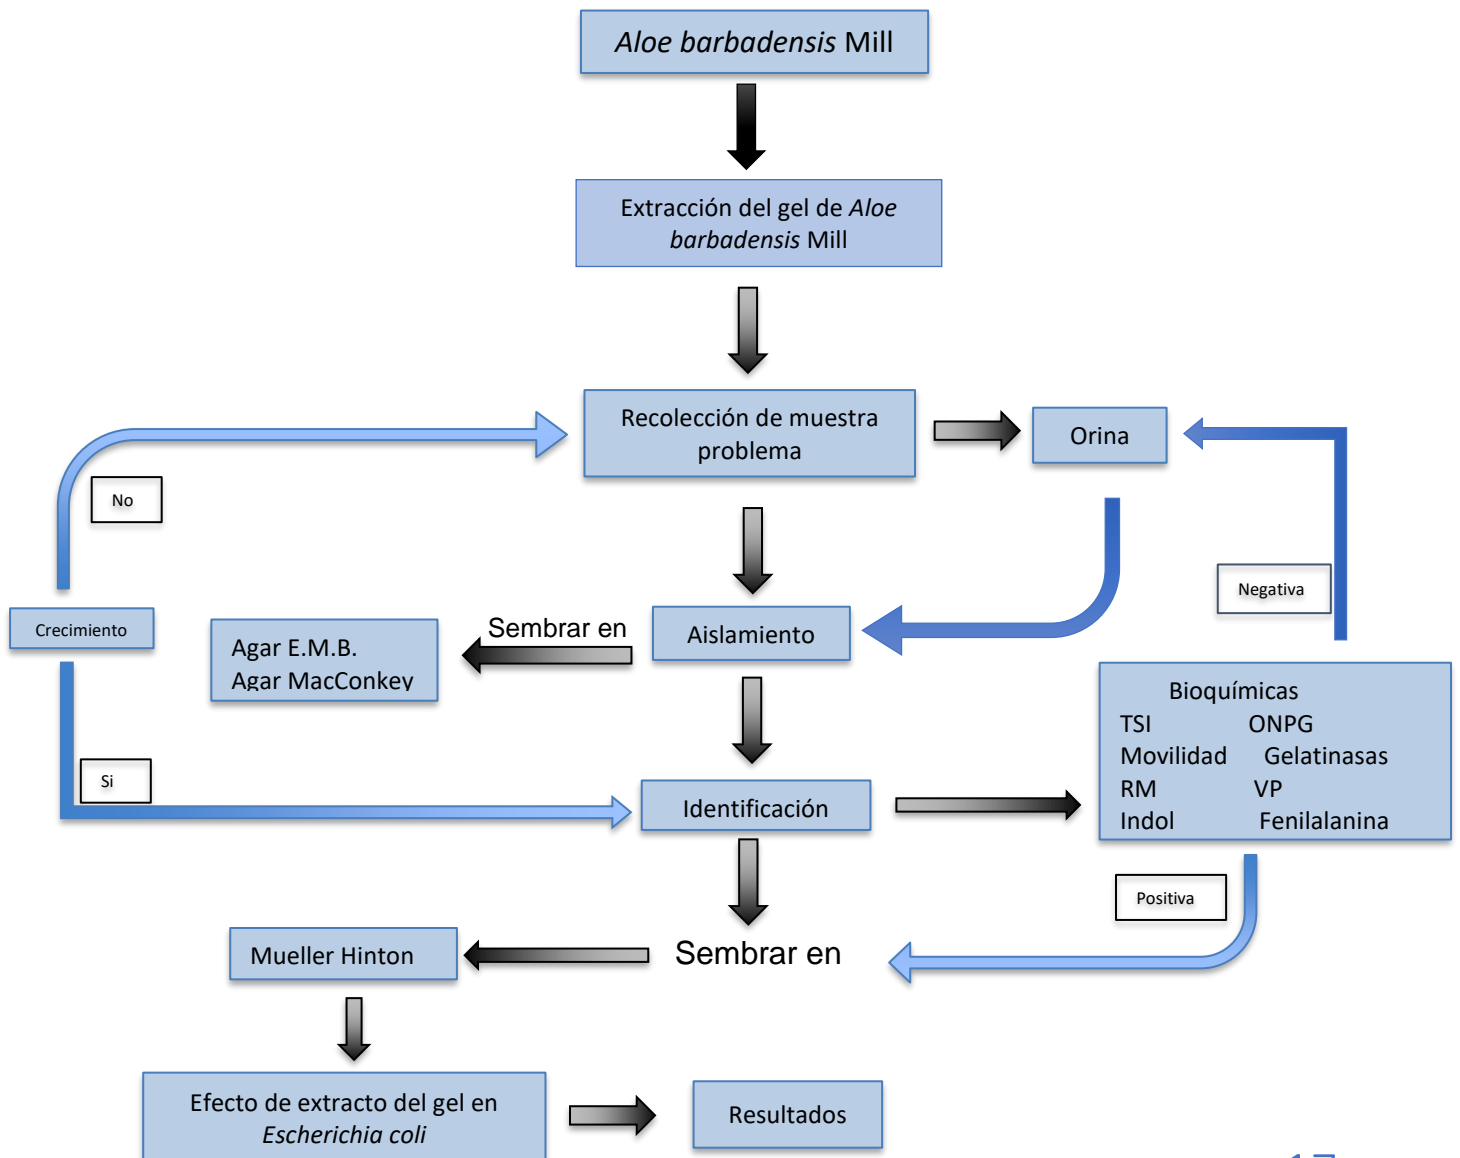 Aloe barbadensis Mill
Extracción del gel de Aloe
barbadensis Mill
Recolección de muestra
problema
Orina
No
Negativa
Crecimiento
Agar E.M.B.
Agar MacConkey
Sembrar en
Aislamiento
Bioquímicas
TSI ONPG
Movilidad Gelatinasas
RM VP
Indol Fenilalanina
Si
Identificación
Positiva
Mueller Hinton
Sembrar en
Efecto de extracto del gel en
Escherichia coli
Resultados